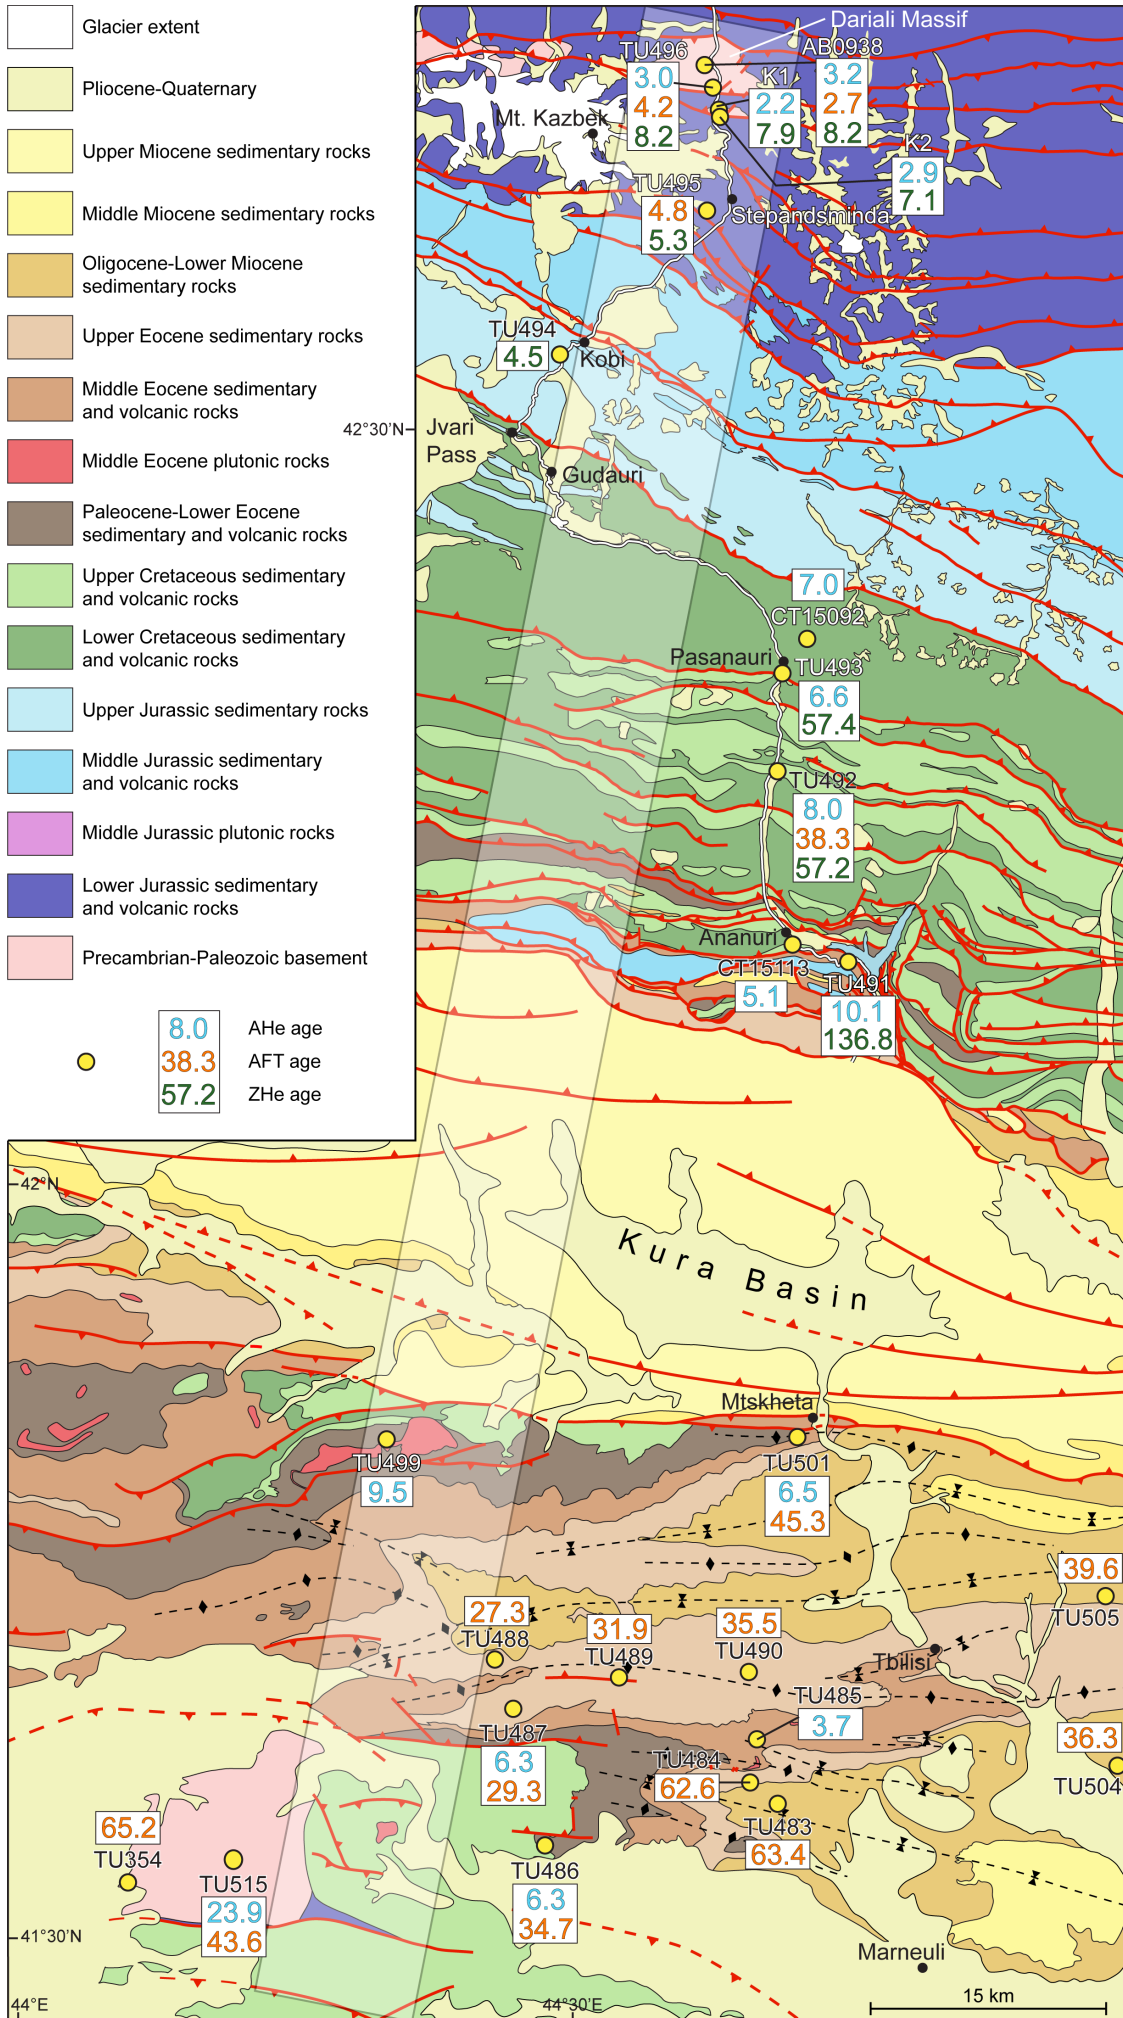 Glacier extent
Pliocene-Quaternary
Upper Miocene sedimentary rocks
Middle Miocene sedimentary rocks
Oligocene-Lower Miocene
sedimentary rocks
Upper Eocene sedimentary rocks
Middle Eocene sedimentary
and volcanic rocks
Middle Eocene plutonic rocks
Paleocene-Lower Eocene
sedimentary and volcanic rocks
Upper Cretaceous sedimentary
and volcanic rocks
Lower Cretaceous sedimentary
and volcanic rocks
Upper Jurassic sedimentary rocks
Middle Jurassic sedimentary
and volcanic rocks
Middle Jurassic plutonic rocks
Lower Jurassic sedimentary
and volcanic rocks
Precambrian-Paleozoic basement
8.0 AHe age
38.3 AFT age
57.2 ZHe age
Dariali Massif
TU496
3.0
4.2
8.2
AB0938
3.2
2.7
8.2
K1
2.2
7.9
K2
2.9
7.1
Mt. Kazbek
TU495
4.8
5.3
Stepandsminda
TU494
4.5
Kobi
42°30'N
Jvari
Pass
Gudauri
7.0
CT15092
Pasanauri
TU493
6.6
57.4
TU492
8.0
38.3
57.2
Ananuri
CT15113
5.1
TU491
10.1
136.8
42°N
Kura Basin
Mtskheta
TU499
9.5
TU501
6.5
45.3
39.6
TU505
27.3
TU488
31.9
TU489
35.5
TU490
Tbilisi
TU485
3.7
TU487
6.3
29.3
TU484
62.6
36.3
TU504
TU483
63.4
65.2
TU354
TU515
23.9
43.6
TU486
6.3
34.7
41°30'N
Marneuli
44°E
44°30'E
15 km